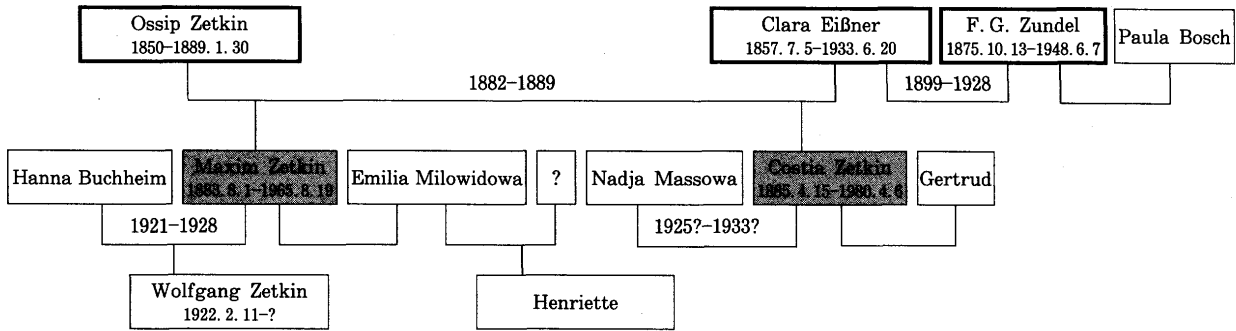 Ossip Zetkin
1850–1889. 1. 30
Clara Eißner
1857. 7. 5–1933. 6. 20
F. G. Zundel
1875. 10. 13–1948. 6. 7
Paula Bosch
1882–1889
1899–1928
Hanna Buchheim
Maxim Zetkin
1883. 8. 1–1965. 8. 19
Emilia Milowidowa
?
Nadja Massowa
Costia Zetkin
1885. 4. 15–1980. 4. 6
Gertrud
1921–1928
1925?–1933?
Wolfgang Zetkin
1922. 2. 11–?
Henriette